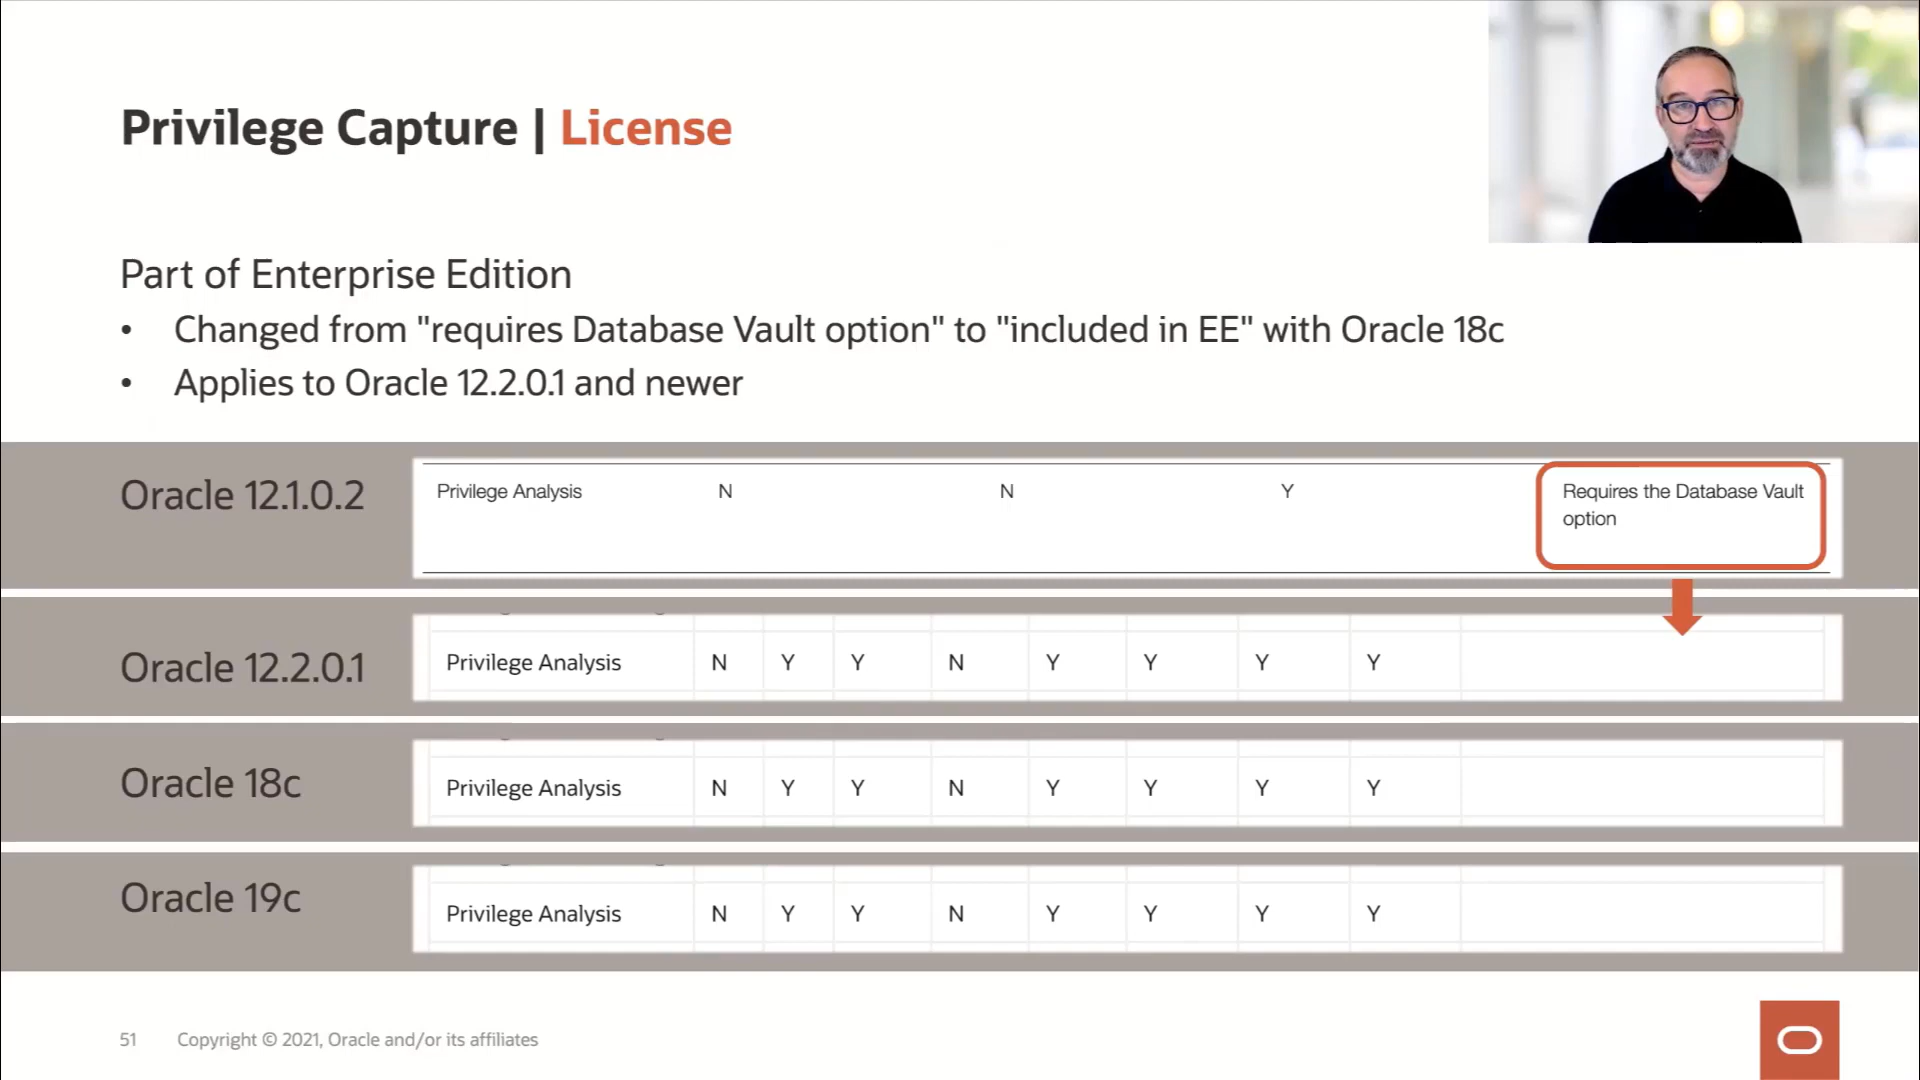 Privilege Capture | License
Part of Enterprise Edition
• Changed from "requires Database Vault option" to "included in EE" with Oracle 18c
• Applies to Oracle 12.2.0.1 and newer
Oracle 12.1.0.2
Privilege Analysis N N Y Requires the Database Vault
option
Oracle 12.2.0.1
Privilege Analysis N Y Y N Y Y Y Y
Oracle 18c
Privilege Analysis N Y Y N Y Y Y Y
Oracle 19c
Privilege Analysis N Y Y N Y Y Y Y
51 Copyright © 2021, Oracle and/or its affiliates